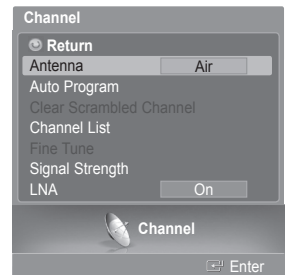 Channel
Return
Antenna Air
Auto Program
Clear Scrambled Channel
Channel List
Fine Tune
Signal Strength
LNA On
Channel
Enter